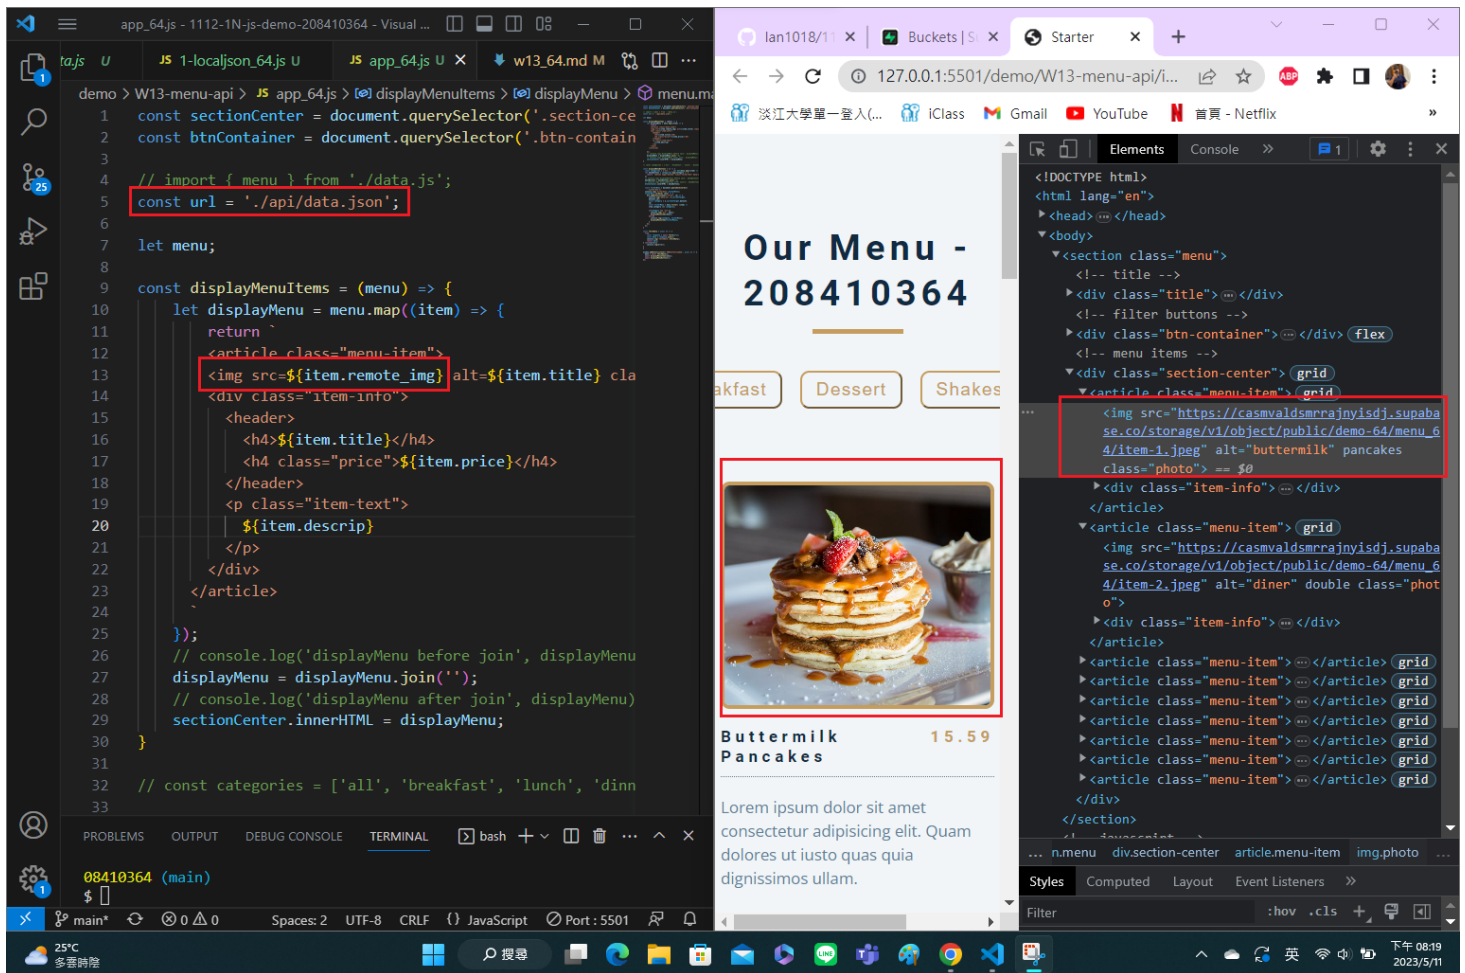 app_64.js - 1112-1N-js-demo-208410364 - Visual ...
ta.js U
JS 1-localjson_64.js U
JS app_64.js U
w13_64.md M
demo > W13-menu-api > JS app_64.js > displayMenuItems > displayMenu > menu.ma
1 const sectionCenter = document.querySelector('.section-ce
2 const btnContainer = document.querySelector('.btn-contain
3
4 // import { menu } from './data.js';
5 const url = './api/data.json';
6
7 let menu;
8
9 const displayMenuItems = (menu) => {
10 let displayMenu = menu.map((item) => {
11 return `
12 <article class="menu-item">
13 <img src=${item.remote_img} alt=${item.title} cla
14 <div class="item-info">
15 <header>
16 <h4>${item.title}</h4>
17 <h4 class="price">${item.price}</h4>
18 </header>
19 <p class="item-text">
20 ${item.descrip}
21 </p>
22 </div>
23 </article>
24 `
25 });
26 // console.log('displayMenu before join', displayMenu
27 displayMenu = displayMenu.join('');
28 // console.log('displayMenu after join', displayMenu)
29 sectionCenter.innerHTML = displayMenu;
30 }
31
32 // const categories = ['all', 'breakfast', 'lunch', 'dinn
33
1
25
1
PROBLEMS OUTPUT DEBUG CONSOLE TERMINAL bash
08410364 (main)
$
main* 0 0 Spaces: 2 UTF-8 CRLF {} JavaScript Port : 5501
lan1018/11
Buckets | S
Starter
127.0.0.1:5501/demo/W13-menu-api/i...
ABP
淡江大學單一登入(... iClass Gmail YouTube 首頁 - Netflix »
Our Menu -
208410364
akfast
Dessert
Shakes
Buttermilk 15.59
Pancakes
Lorem ipsum dolor sit amet
consectetur adipisicing elit. Quam
dolores ut iusto quas quia
dignissimos ullam.
Elements Console » 1
<!DOCTYPE html>
<html lang="en">
<head>…</head>
<body>
<section class="menu">
<!-- title -->
<div class="title">…</div>
<!-- filter buttons -->
<div class="btn-container">…</div> flex
<!-- menu items -->
<div class="section-center"> grid
<article class="menu-item"> grid
<img src="https://casmvaldsmrrajnyisdj.supaba
se.co/storage/v1/object/public/demo-64/menu_6
4/item-1.jpeg" alt="buttermilk" pancakes
class="photo"> == $0
<div class="item-info">…</div>
</article>
<article class="menu-item"> grid
<img src="https://casmvaldsmrrajnyisdj.supaba
se.co/storage/v1/object/public/demo-64/menu_6
4/item-2.jpeg" alt="diner" double class="phot
o">
<div class="item-info">…</div>
</article>
<article class="menu-item">…</article> grid
<article class="menu-item">…</article> grid
<article class="menu-item">…</article> grid
<article class="menu-item">…</article> grid
<article class="menu-item">…</article> grid
<article class="menu-item">…</article> grid
<article class="menu-item">…</article> grid
</div>
</section>
<!-- javascript -->
... n.menu div.section-center article.menu-item img.photo ...
Styles Computed Layout Event Listeners »
Filter :hov .cls
25°C
多雲時陰
搜尋
LINE
英
下午 08:19
2023/5/11